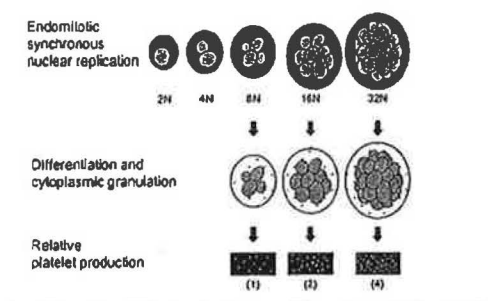 Endomitotic
synchronous
nuclear replication
2N 4N 8N 16N 32N
Differentiation and
cytoplasmic granulation
Relative
platelet production
(1) (2) (4)